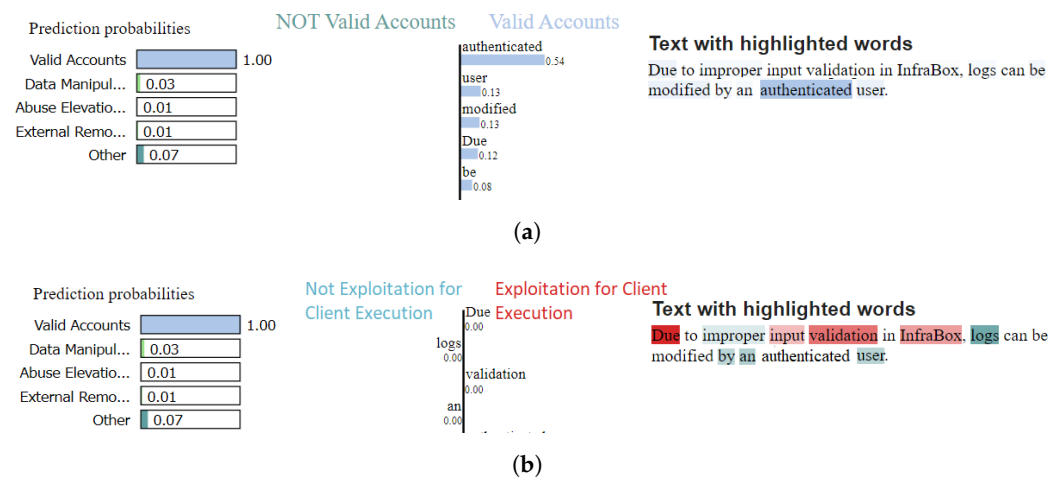 NOT Valid Accounts Valid Accounts
Prediction probabilities
Valid Accounts 1.00
Data Manipul... 0.03
Abuse Elevatio... 0.01
External Remo... 0.01
Other 0.07
authenticated
0.54
user
0.13
modified
0.13
Due
0.12
be
0.08
Text with highlighted words
Due to improper input validation in InfraBox, logs can be
modified by an authenticated user.
(a)
Prediction probabilities
Valid Accounts 1.00
Data Manipul... 0.03
Abuse Elevatio... 0.01
External Remo... 0.01
Other 0.07
Not Exploitation for
Client Execution
Exploitation for Client
Execution
Due
0.00
logs
0.00
validation
0.00
an
0.00
Text with highlighted words
Due to improper input validation in InfraBox, logs can be
modified by an authenticated user.
(b)